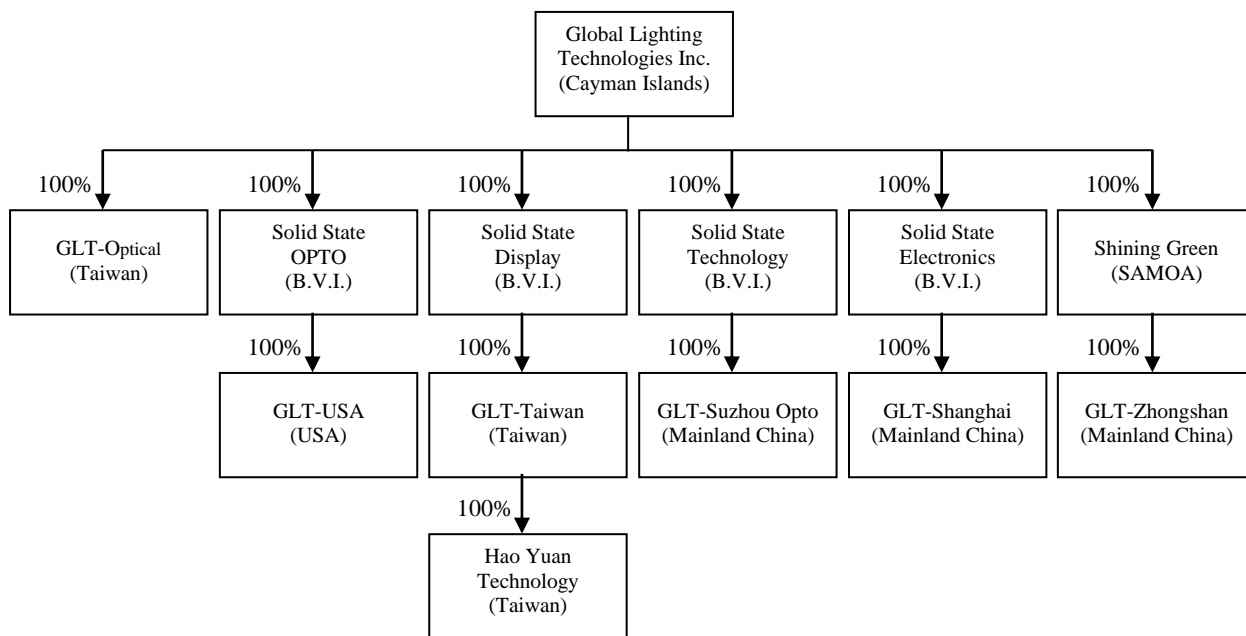 Global Lighting
Technologies Inc.
(Cayman Islands)
100%
100%
100%
100%
100%
100%
GLT-Optical
(Taiwan)
Solid State
OPTO
(B.V.I.)
Solid State
Display
(B.V.I.)
Solid State
Technology
(B.V.I.)
Solid State
Electronics
(B.V.I.)
Shining Green
(SAMOA)
100%
100%
100%
100%
100%
GLT-USA
(USA)
GLT-Taiwan
(Taiwan)
GLT-Suzhou Opto
(Mainland China)
GLT-Shanghai
(Mainland China)
GLT-Zhongshan
(Mainland China)
100%
Hao Yuan
Technology
(Taiwan)